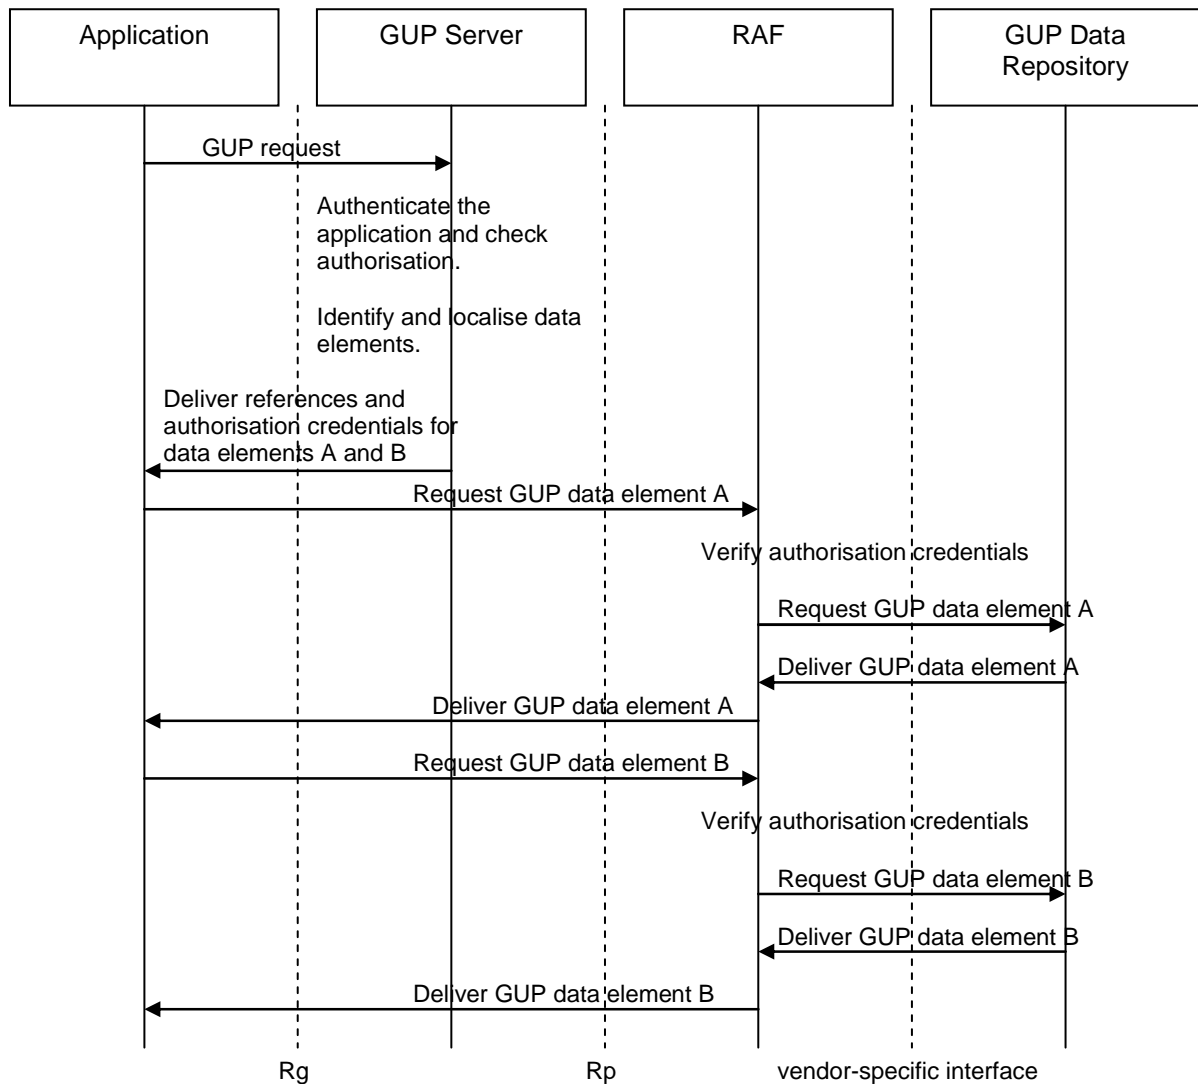 Application
GUP Server
RAF
GUP Data
Repository
GUP request
Authenticate the
application and check
authorisation.
Identify and localise data
elements.
Deliver references and
authorisation credentials for
data elements A and B
Request GUP data element A
Verify authorisation credentials
Request GUP data element A
Deliver GUP data element A
Deliver GUP data element A
Request GUP data element B
Verify authorisation credentials
Request GUP data element B
Deliver GUP data element B
Deliver GUP data element B
Rg
Rp
vendor-specific interface